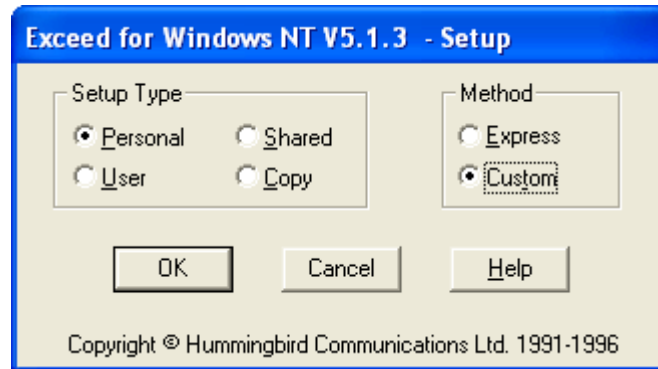 Exceed for Windows NT V5.1.3 - Setup
Setup Type Method
Personal Shared Express
User Copy Custom
OK Cancel Help
Copyright © Hummingbird Communications Ltd. 1991-1996